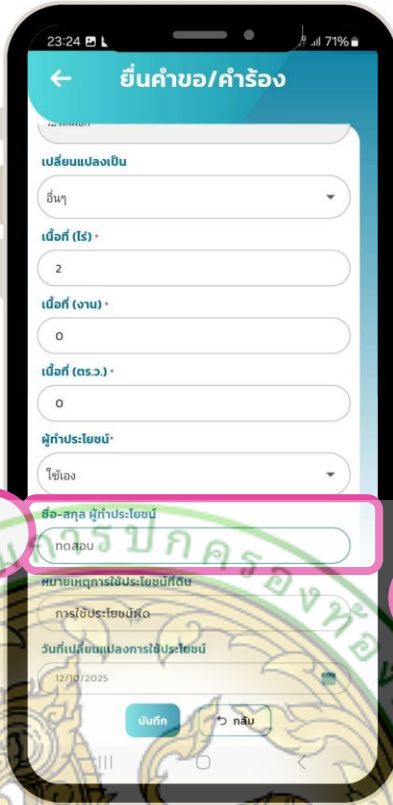 23:24
71%
ยื่นคำขอ/คำร้อง
เปลี่ยนแปลงเป็น
อื่นๆ
เนื้อที่ (ไร่) *
2
เนื้อที่ (งาน) *
0
เนื้อที่ (ตร.ว.) *
0
ผู้ทำประโยชน์*
ใช้เอง
ชื่อ-สกุล ผู้ทำประโยชน์
ทดสอบ
หมายเหตุการใช้ประโยชน์ที่ดิน
การใช้ประโยชน์ผิด
วันที่เปลี่ยนแปลงการใช้ประโยชน์
12/10/2025
บันทึก
กลับ